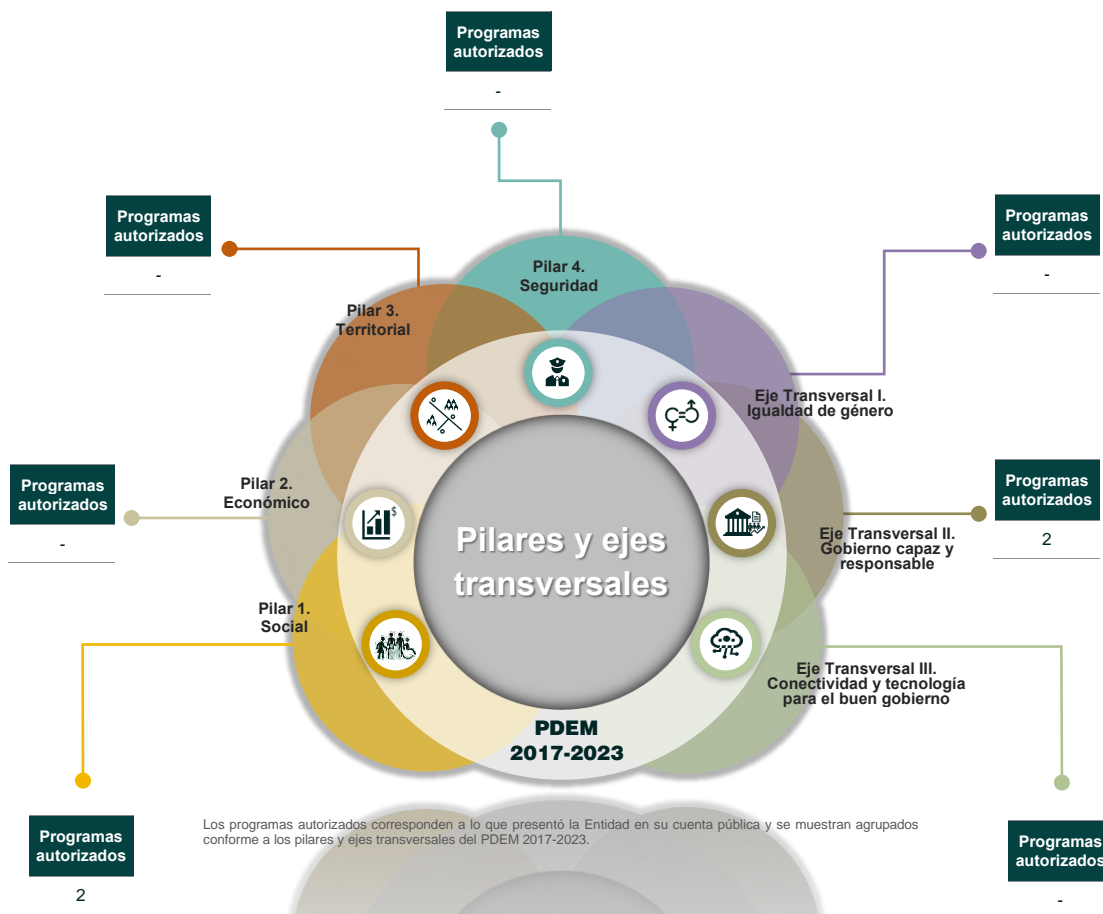 Programas
autorizados
-
Programas
autorizados
-
Programas
autorizados
-
Pilar 4.
Seguridad
Pilar 3.
Territorial
Eje Transversal I.
Igualdad de género
Programas
autorizados
-
Pilar 2.
Económico
Programas
autorizados
2
Eje Transversal II.
Gobierno capaz y
responsable
$
Pilares y ejes
transversales
Pilar 1.
Social
Eje Transversal III.
Conectividad y tecnología
para el buen gobierno
PDEM
2017-2023
Los programas autorizados corresponden a lo que presentó la Entidad en su cuenta pública y se muestran agrupados
conforme a los pilares y ejes transversales del PDEM 2017-2023.
Programas
autorizados
2
Programas
autorizados
-